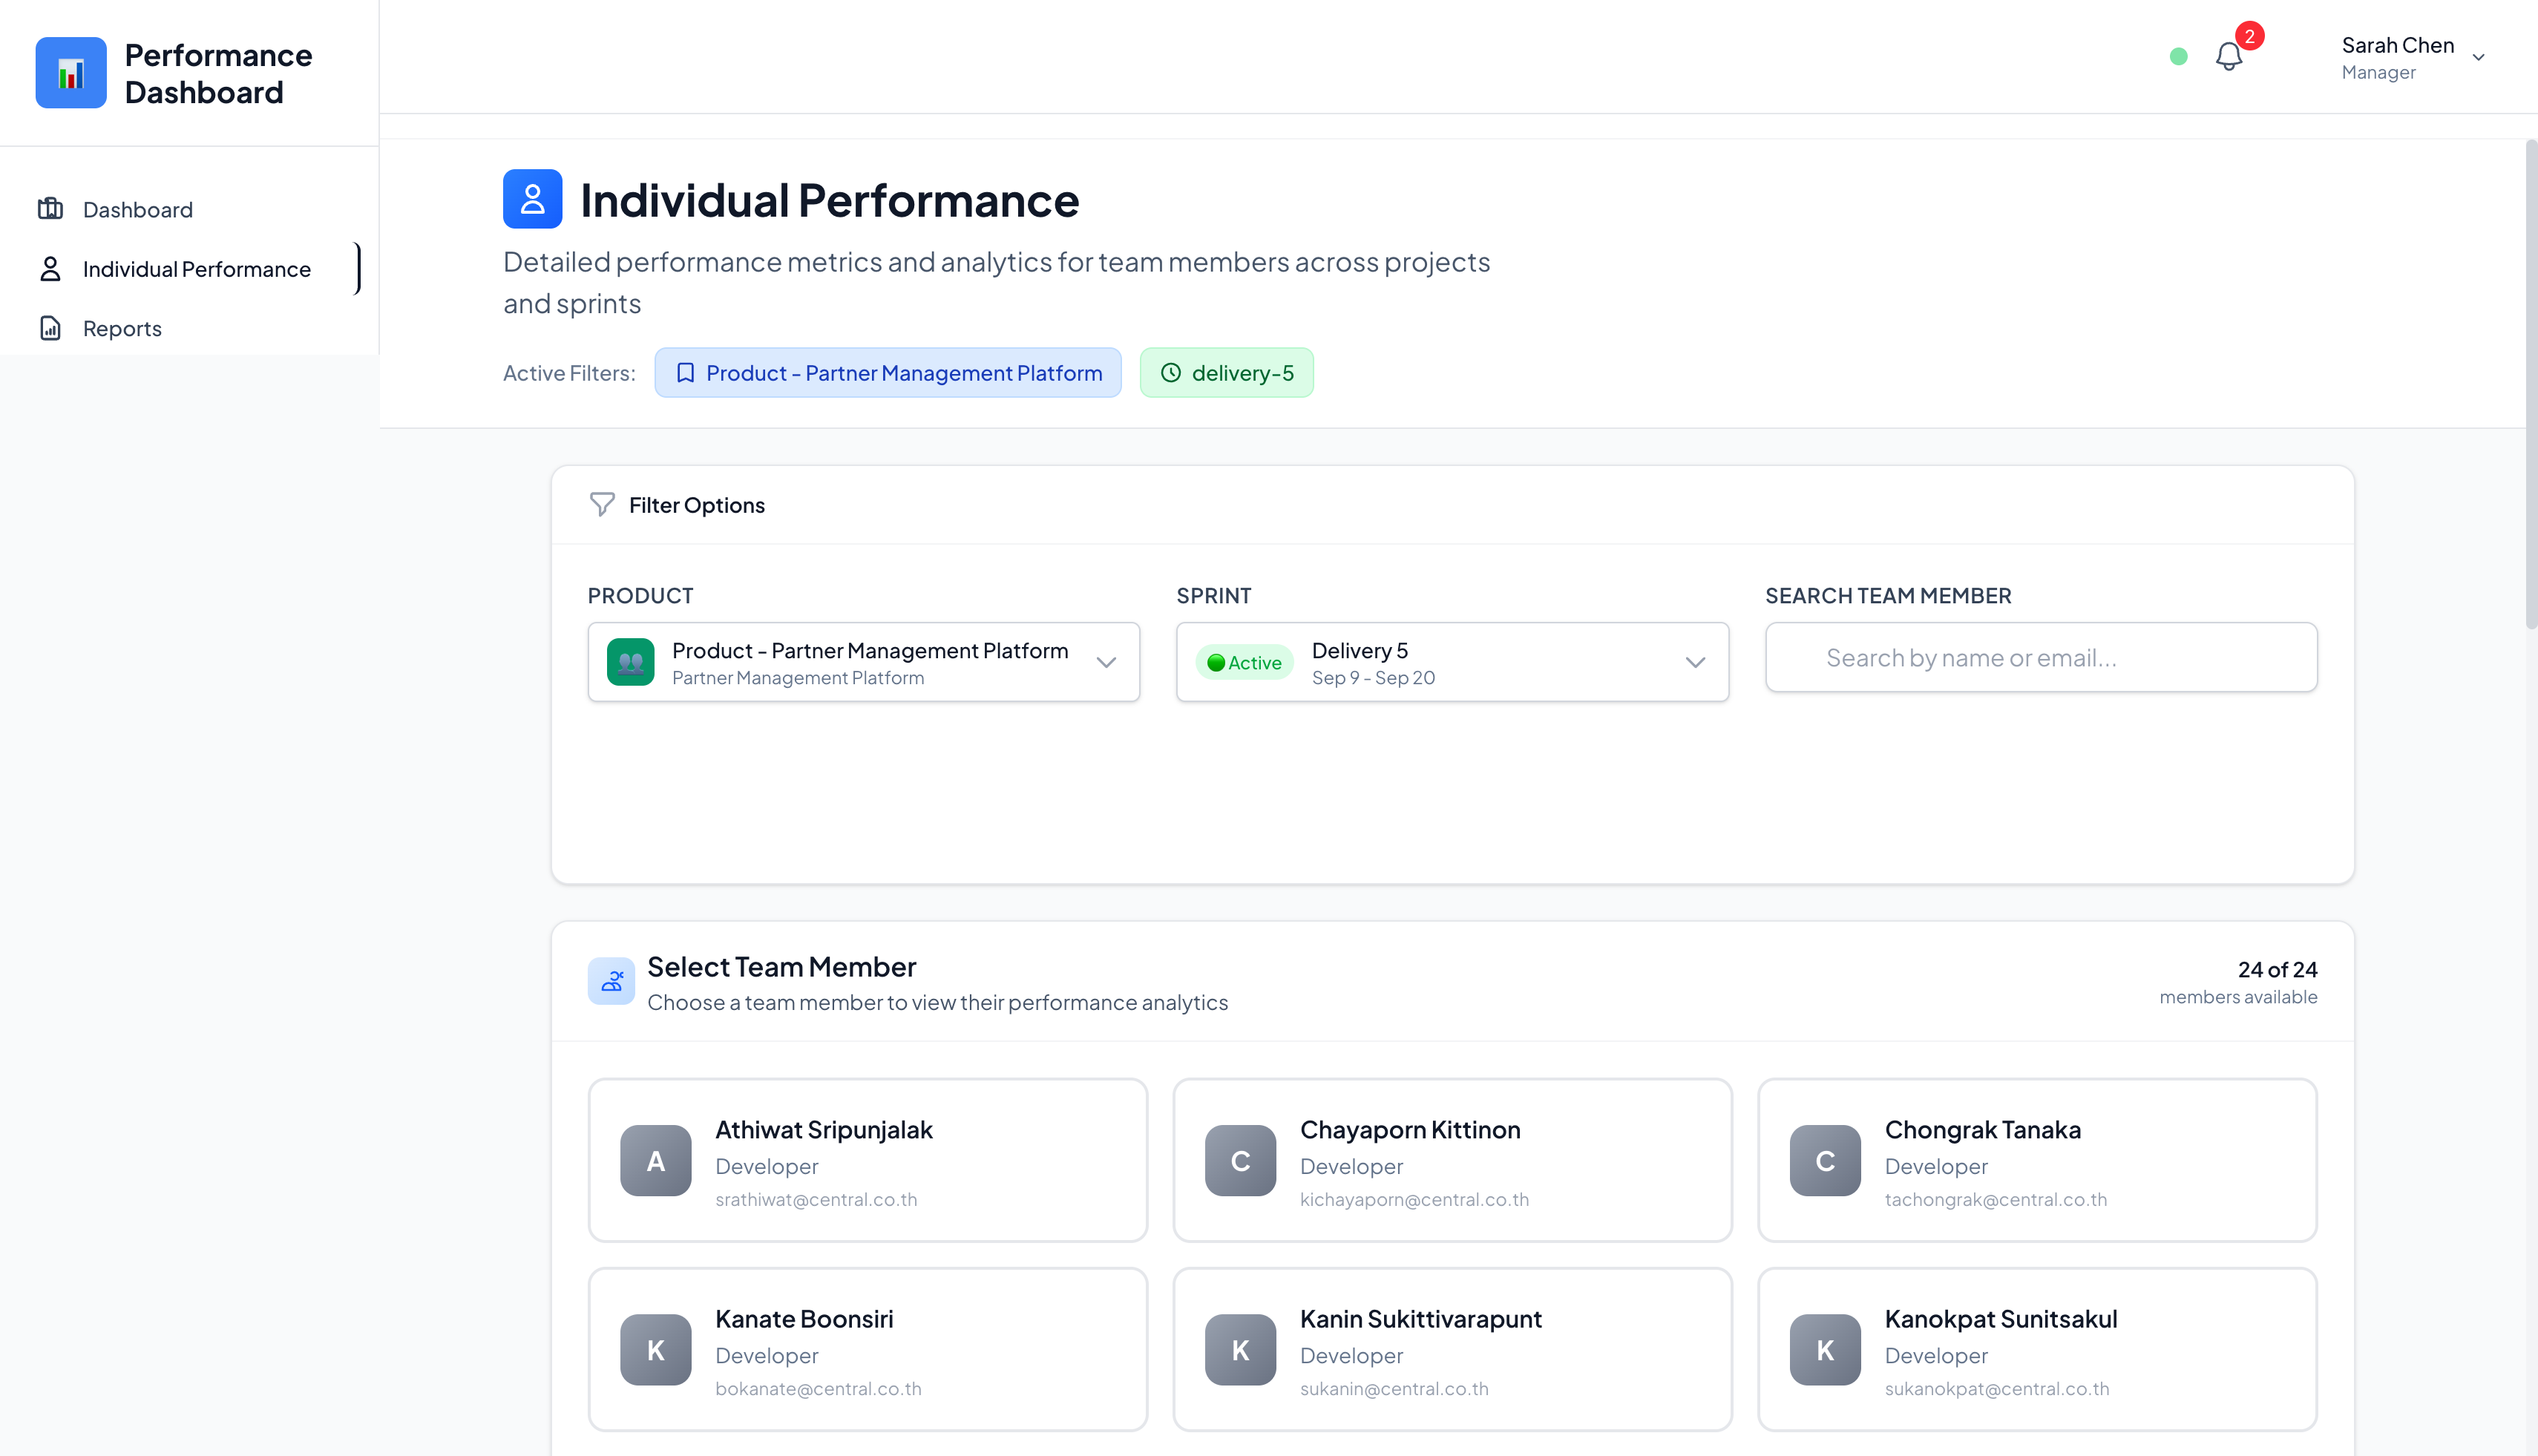 Performance
Dashboard
2
Sarah Chen
Manager
Dashboard
Individual Performance
Reports
Individual Performance
Detailed performance metrics and analytics for team members across projects
and sprints
Active Filters:
Product - Partner Management Platform
delivery-5
Filter Options
PRODUCT
Product - Partner Management Platform
Partner Management Platform
SPRINT
Active
Delivery 5
Sep 9 - Sep 20
SEARCH TEAM MEMBER
Search by name or email...
Select Team Member
Choose a team member to view their performance analytics
24 of 24
members available
A
Athiwat Sripunjalak
Developer
srathiwat@central.co.th
C
Chayaporn Kittinon
Developer
kichayaporn@central.co.th
C
Chongrak Tanaka
Developer
tachongrak@central.co.th
K
Kanate Boonsiri
Developer
bokanate@central.co.th
K
Kanin Sukittivarapunt
Developer
sukanin@central.co.th
K
Kanokpat Sunitsakul
Developer
sukanokpat@central.co.th